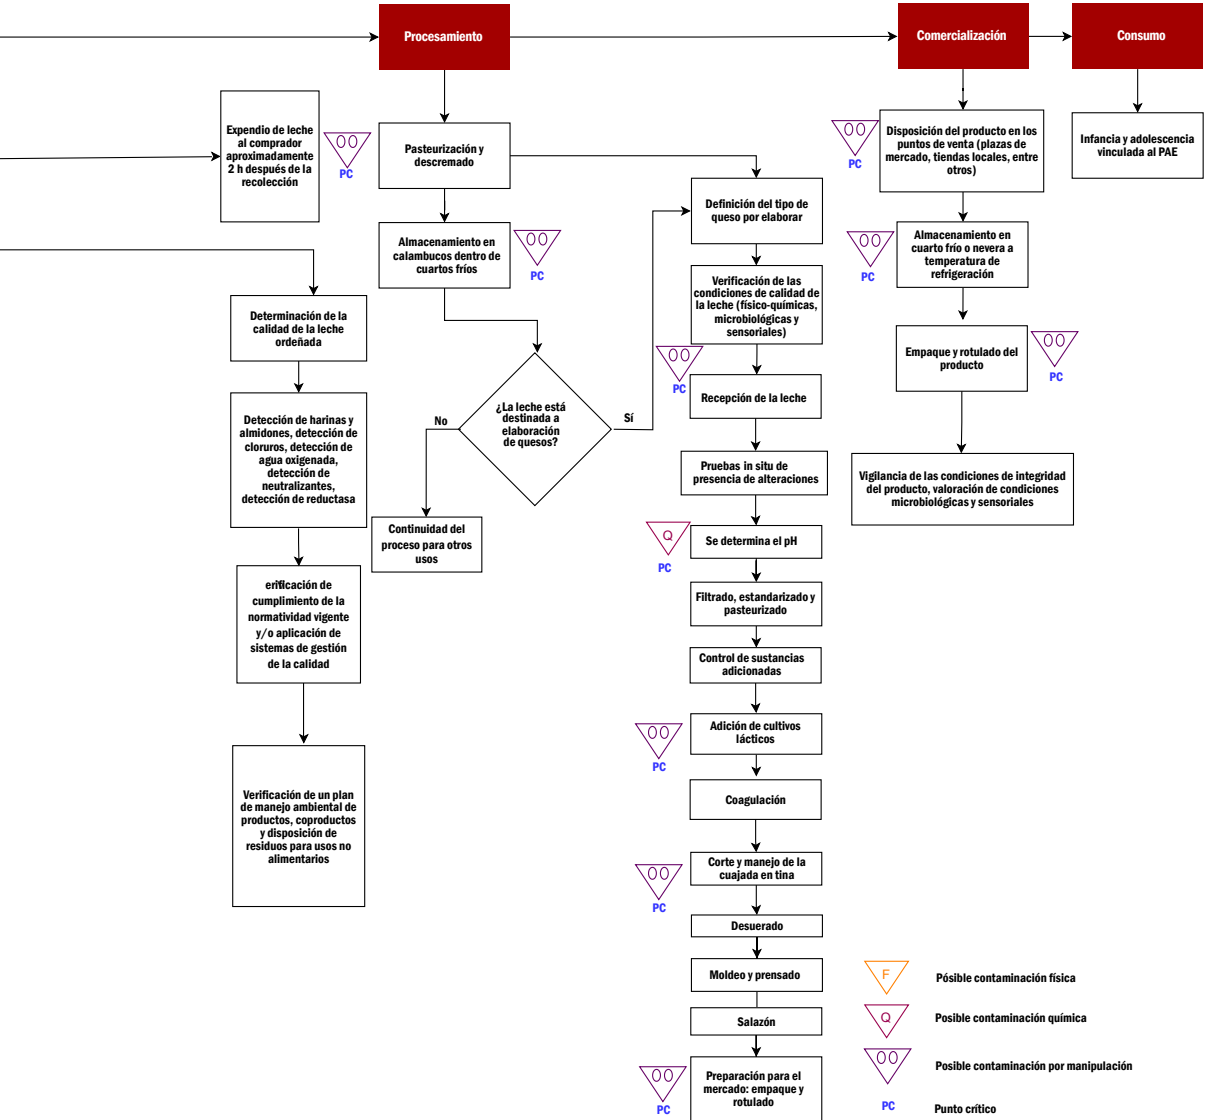 Procesamiento
Comercialización
Consumo
Expendio de leche
al comprador
aproximadamente
2 h después de la
recolección
00
PC
Pasteurización y
descremado
Almacenamiento en
calambucos dentro de
cuartos fríos
00
PC
¿La leche está
destinada a
elaboración
de quesos?
No
Sí
Continuidad del
proceso para otros
usos
Determinación de la
calidad de la leche
ordeñada
Detección de harinas y
almidones, detección de
cloruros, detección de
agua oxigenada,
detección de
neutralizantes,
detección de reductasa
erificación de
cumplimiento de la
normatividad vigente
y/o aplicación de
sistemas de gestión
de la calidad
Verificación de un plan
de manejo ambiental de
productos, coproductos
y disposición de
residuos para usos no
alimentarios
Definición del tipo de
queso por elaborar
Verificación de las
condiciones de calidad de
la leche (físico-químicas,
microbiológicas y
sensoriales)
00
PC
Recepción de la leche
Pruebas in situ de
presencia de alteraciones
Q
PC
Se determina el pH
Filtrado, estandarizado y
pasteurizado
Control de sustancias
adicionadas
00
PC
Adición de cultivos
lácticos
Coagulación
00
PC
Corte y manejo de la
cuajada en tina
Desuerado
Moldeo y prensado
Salazón
00
PC
Preparación para el
mercado: empaque y
rotulado
00
PC
Disposición del producto en los
puntos de venta (plazas de
mercado, tiendas locales, entre
otros)
00
PC
Almacenamiento en
cuarto frío o nevera a
temperatura de
refrigeración
Empaque y rotulado del
producto
00
PC
Vigilancia de las condiciones de integridad
del producto, valoración de condiciones
microbiológicas y sensoriales
Infancia y adolescencia
vinculada al PAE
F
Pósible contaminación física
Q
Posible contaminación química
00
Posible contaminación por manipulación
PC
Punto crítico